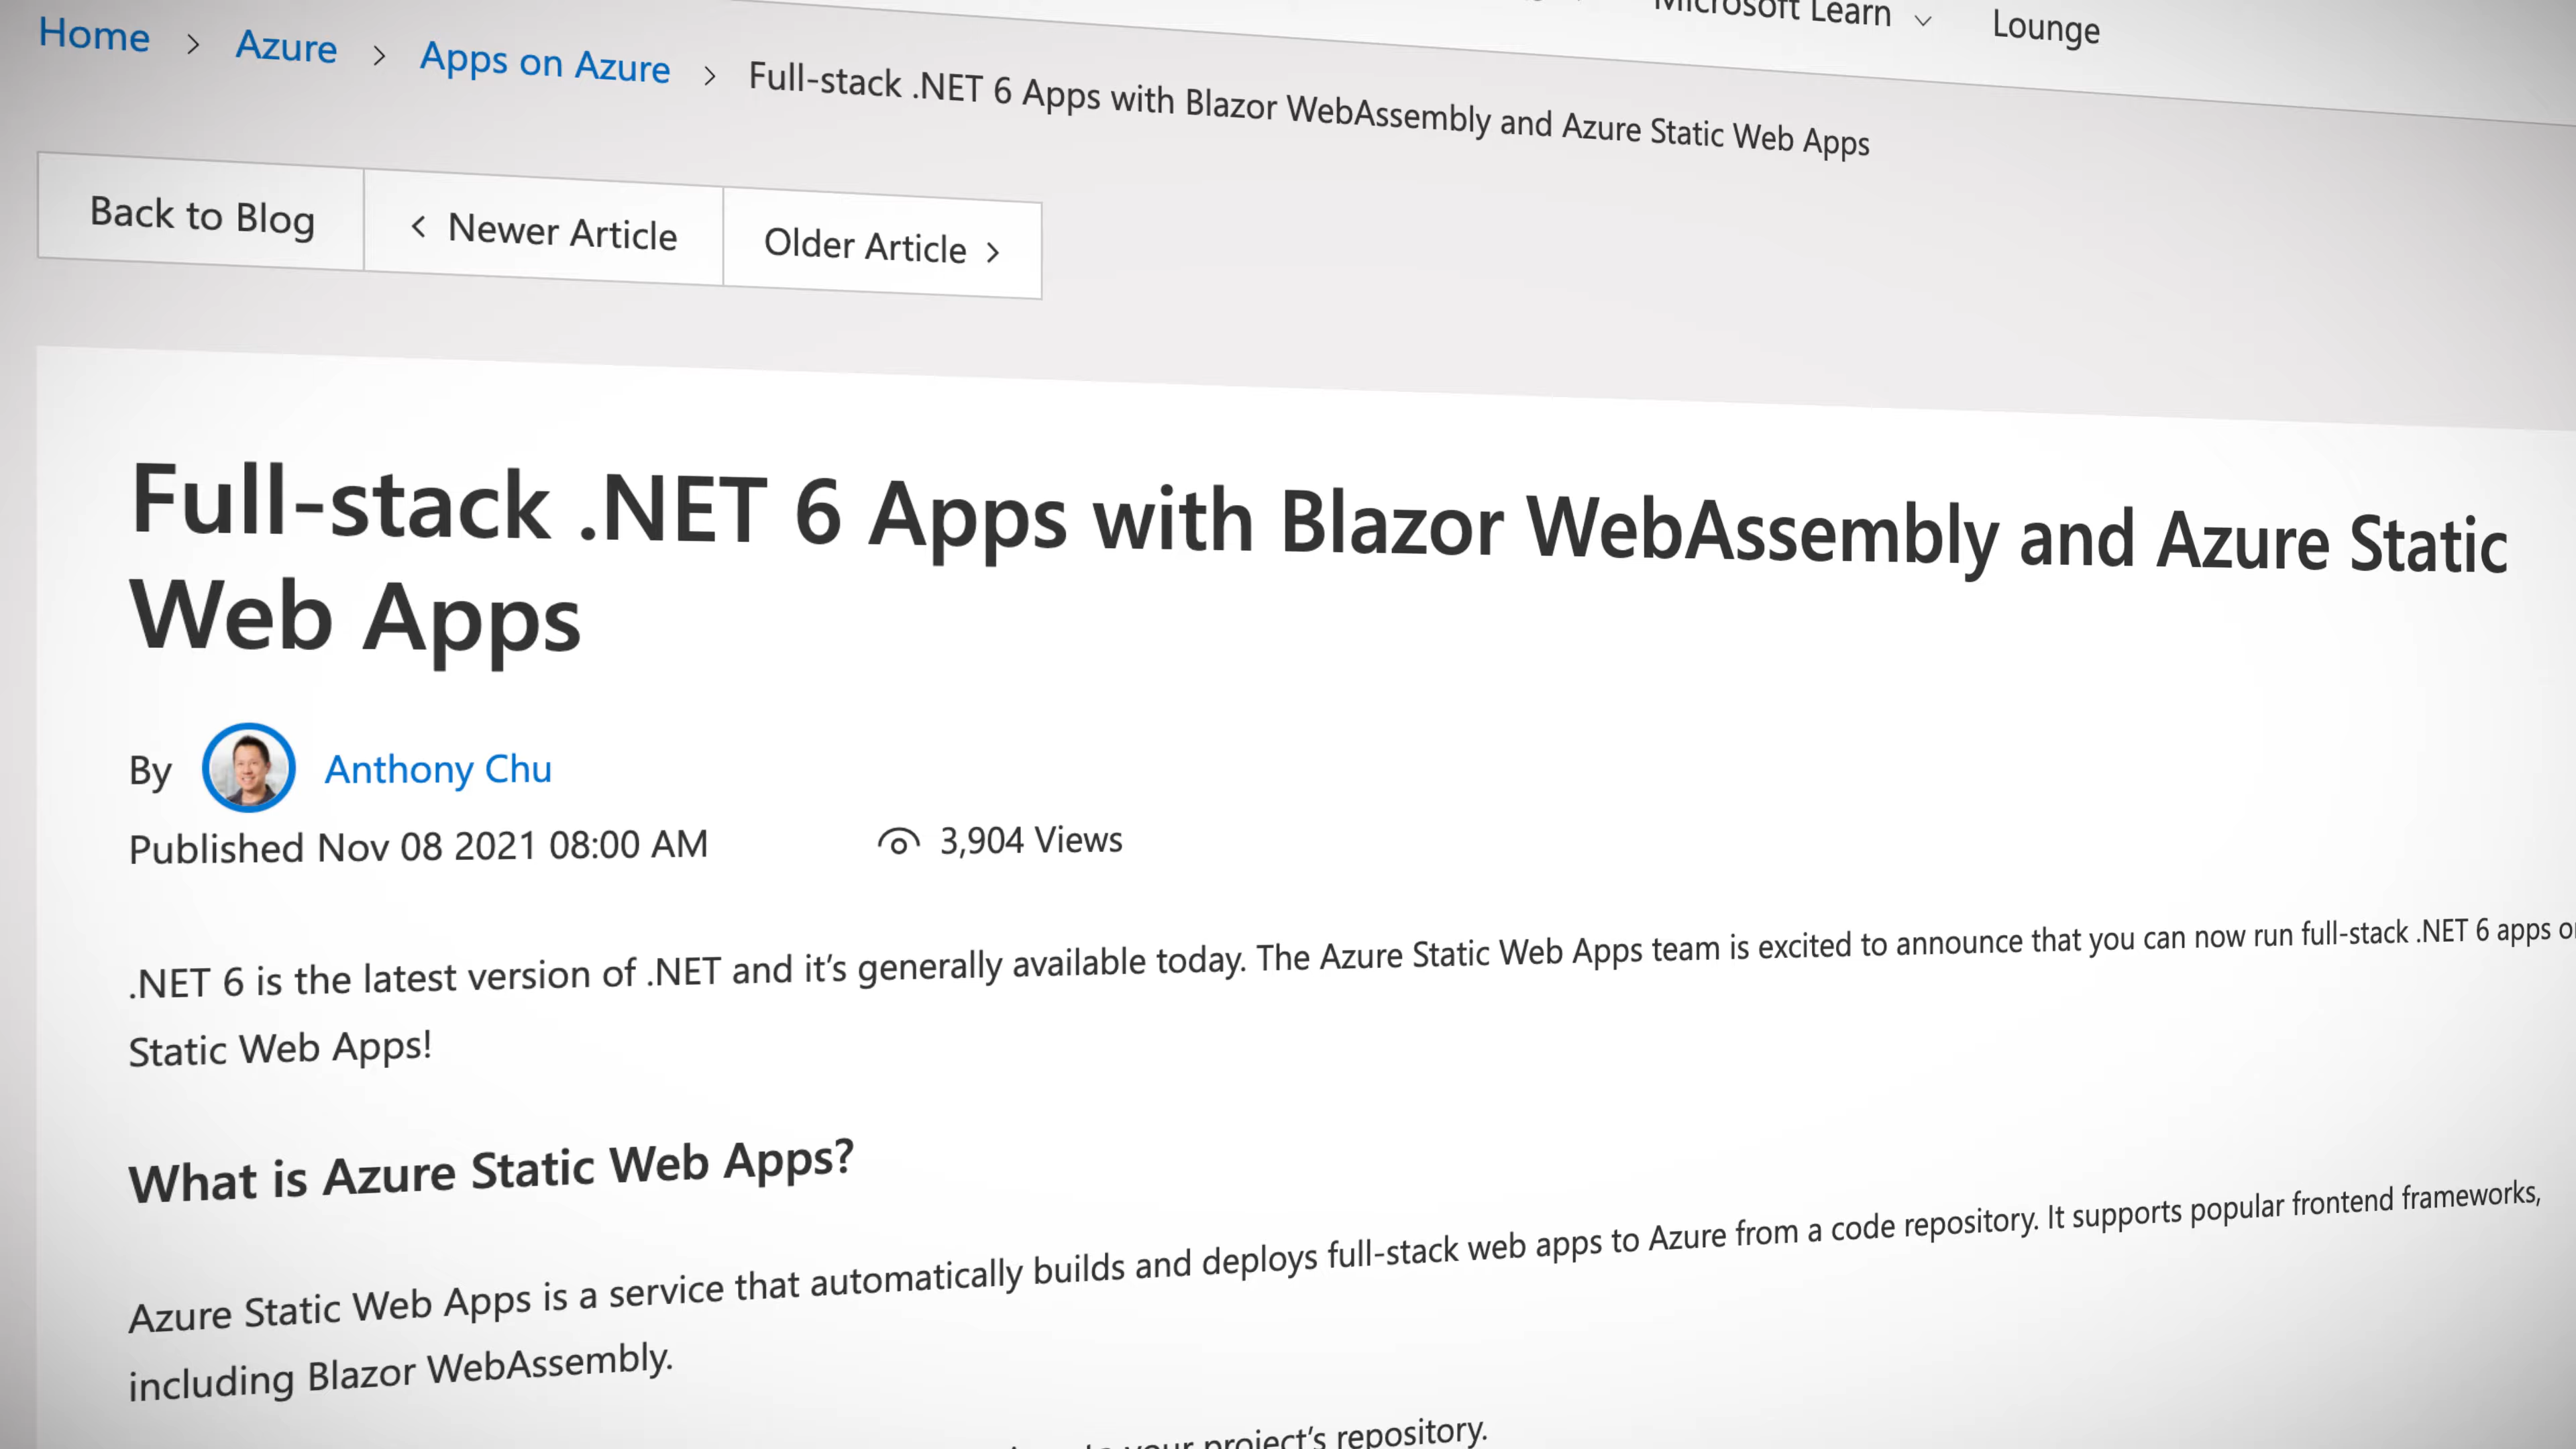 Microsoft Learn
Lounge
Home > Azure > Apps on Azure > Full-stack .NET 6 Apps with Blazor WebAssembly and Azure Static Web Apps
Back to Blog
< Newer Article
Older Article >
Full-stack .NET 6 Apps with Blazor WebAssembly and Azure Static
Web Apps
By Anthony Chu
Published Nov 08 2021 08:00 AM
3,904 Views
.NET 6 is the latest version of .NET and it's generally available today. The Azure Static Web Apps team is excited to announce that you can now run full-stack .NET 6 apps
Static Web Apps!
What is Azure Static Web Apps?
Azure Static Web Apps is a service that automatically builds and deploys full-stack web apps to Azure from a code repository. It supports popular frontend frameworks,
including Blazor WebAssembly.
your project's repository.